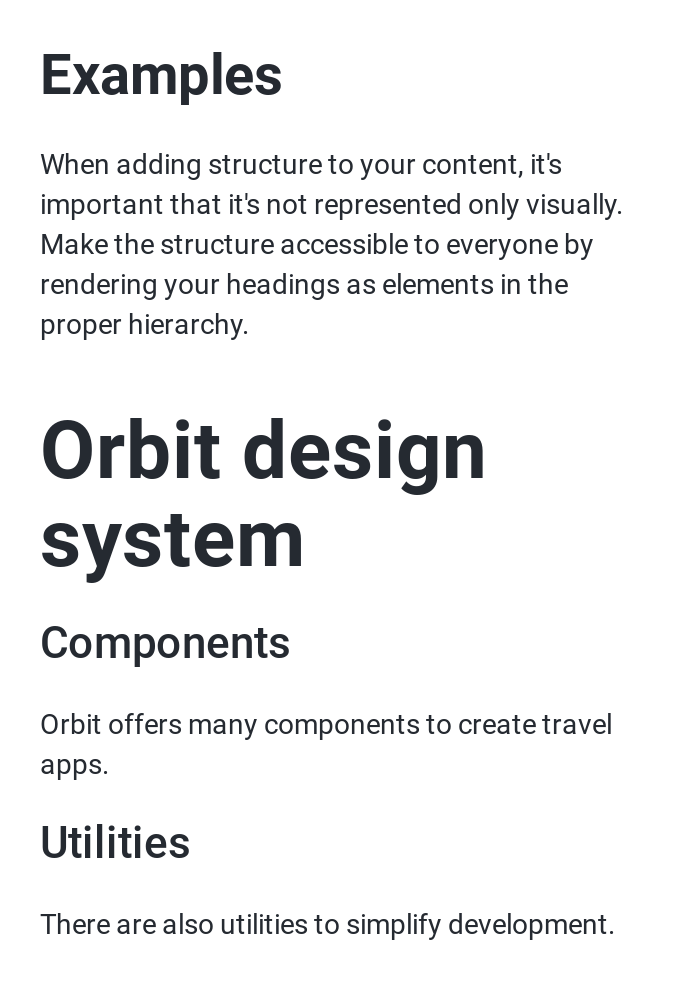 Examples
When adding structure to your content, it's
important that it's not represented only visually.
Make the structure accessible to everyone by
rendering your headings as elements in the
proper hierarchy.
Orbit design
system
Components
Orbit offers many components to create travel
apps.
Utilities
There are also utilities to simplify development.